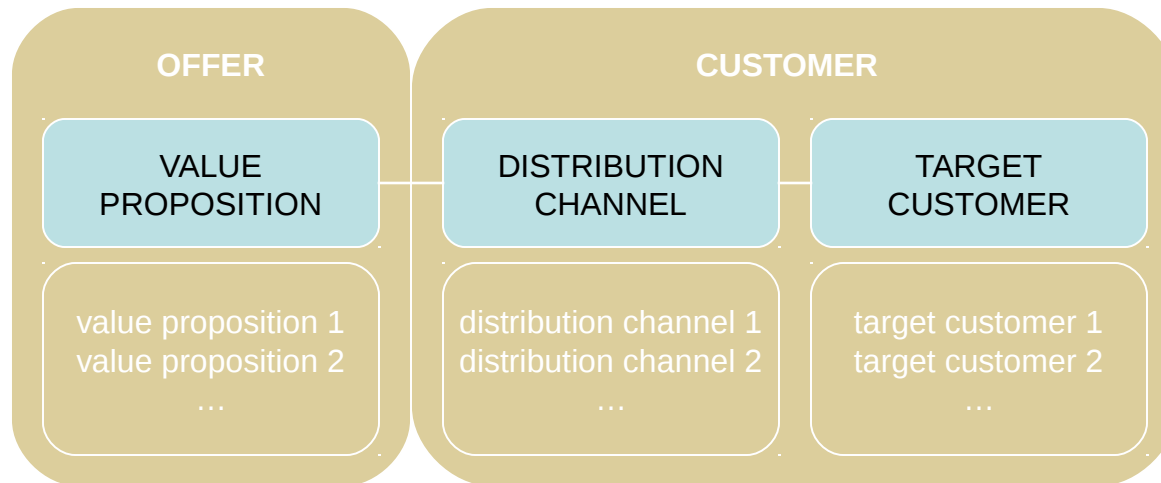 OFFER
CUSTOMER
VALUE
PROPOSITION
DISTRIBUTION
CHANNEL
TARGET
CUSTOMER
value proposition 1
value proposition 2
…
distribution channel 1
distribution channel 2
…
target customer 1
target customer 2
…